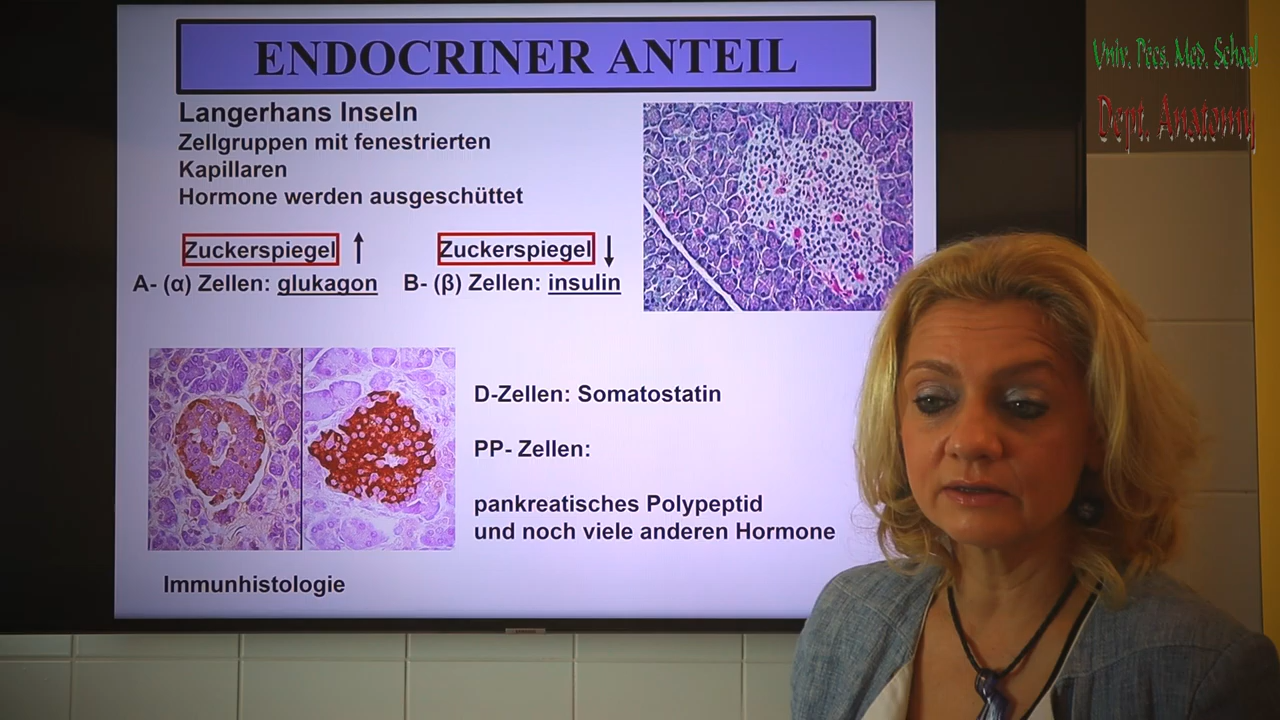 ENDOCRINER ANTEIL
Langerhans Inseln
Zellgruppen mit fenestrierten
Kapillaren
Hormone werden ausgeschüttet
Zuckerspiegel ↑ Zuckerspiegel ↓
A- (α) Zellen: glukagon B- (β) Zellen: insulin
D-Zellen: Somatostatin
PP- Zellen:
pankreatisches Polypeptid
und noch viele anderen Hormone
Immunhistologie
Univ. Pécs. Med. School
Dept. Anatomy